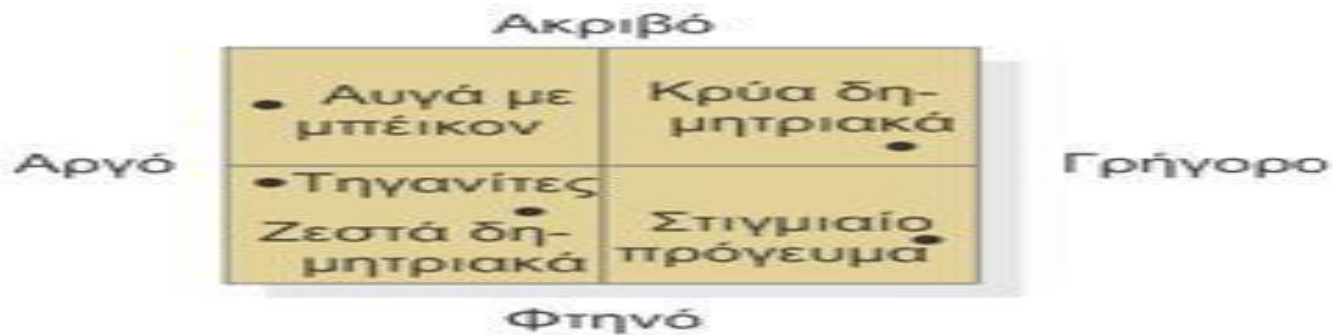 Ακριβό
Αυγά με
μπέικον
Κρύα δη-
μητριακά
Αργό
Γρήγορο
Τηγανίτες
Ζεστά δη-
μητριακά
Στιγμιαίο
πρόγευμα
Φτηνό